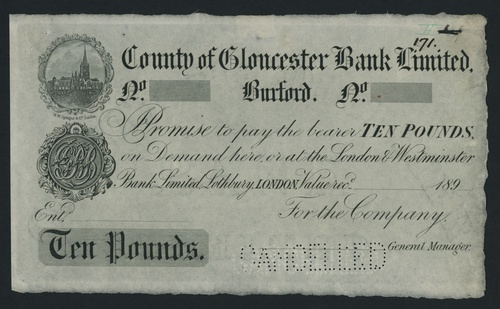 171.
County of Gloucester Bank Limited.
No. Burford. No.
I Promise to pay the bearer TEN POUNDS,
on Demand here, or at the London & Westminster
Bank Limited, Lothbury, LONDON, Value recd. 189
Entd. For the Company,
Ten Pounds.
CANCELLED
General Manager.